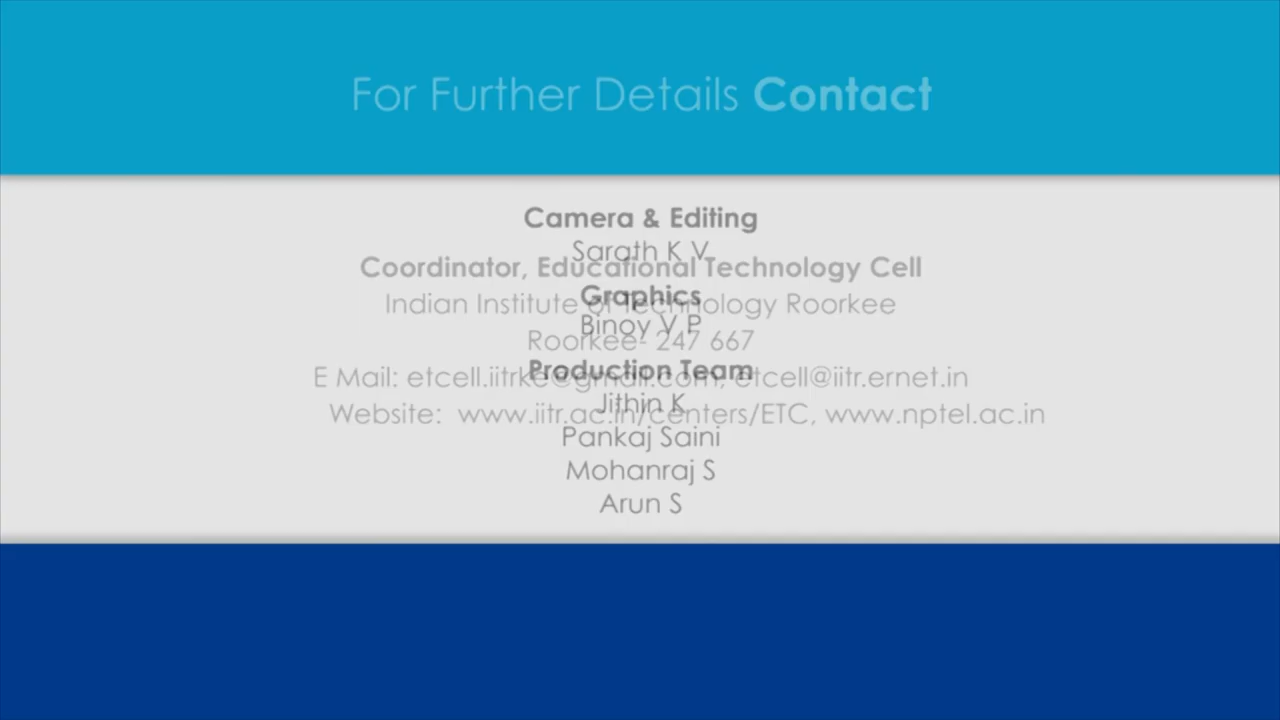 For Further Details Contact
Camera & Editing
Sarath K V
Coordinator, Educational Technology Cell
Graphics
Indian Institute of Technology Roorkee
Binoy V P
Roorkee- 247 667
Production Team
E Mail: etcell.iitrke@gmail.com, etcell@iitr.ernet.in
Jithin K
Website: www.iitr.ac.in/centers/ETC, www.nptel.ac.in
Pankaj Saini
Mohanraj S
Arun S